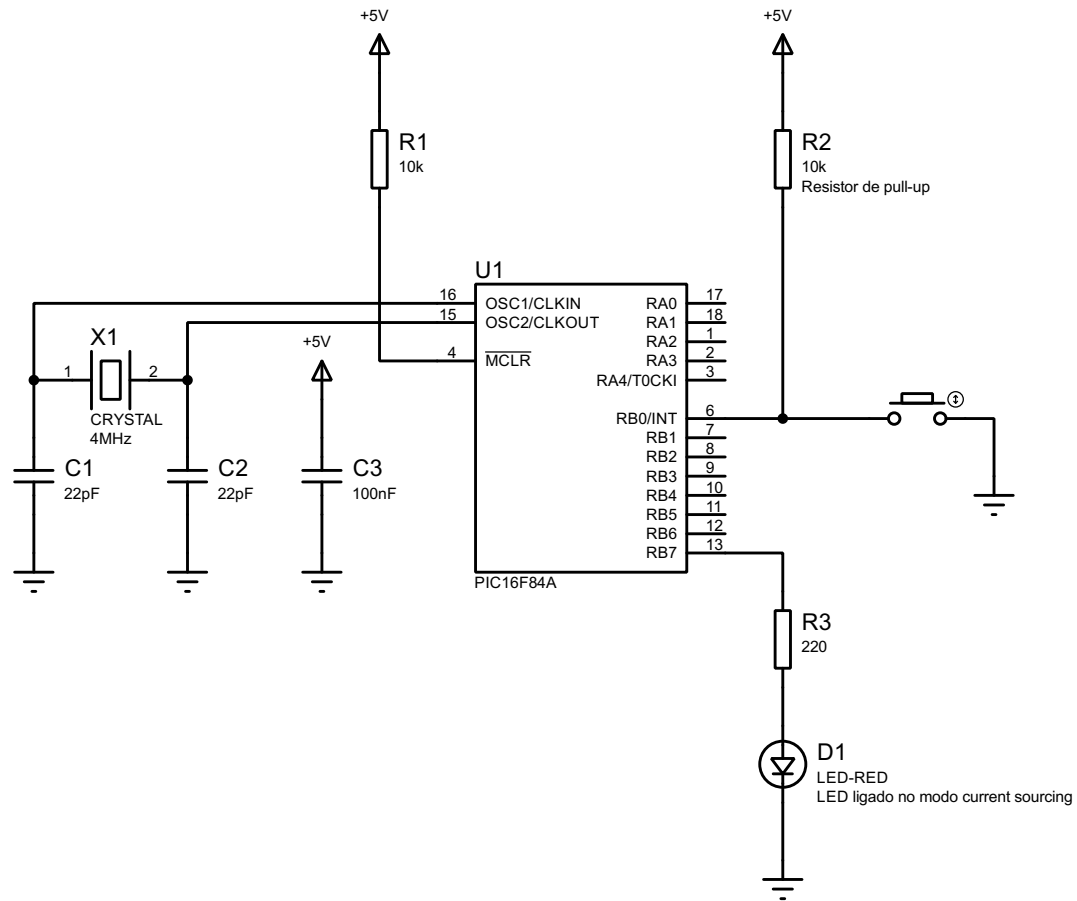 +5V
+5V
R1
10k
R2
10k
Resistor de pull-up
U1
16
OSC1/CLKIN
RA0
17
15
OSC2/CLKOUT
RA1
18
RA2
1
4
MCLR
RA3
2
RA4/T0CKI
3
RB0/INT
6
RB1
7
RB2
8
RB3
9
RB4
10
RB5
11
RB6
12
RB7
13
PIC16F84A
X1
1
2
CRYSTAL
4MHz
+5V
C1
22pF
C2
22pF
C3
100nF
R3
220
D1
LED-RED
LED ligado no modo current sourcing